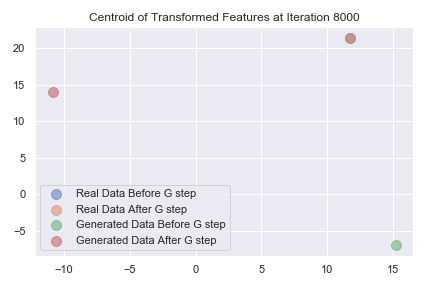 Centroid of Transformed Features at Iteration 8000
20
15
10
5
0
−5
−10
−5
0
5
10
15
Real Data Before G step
Real Data After G step
Generated Data Before G step
Generated Data After G step